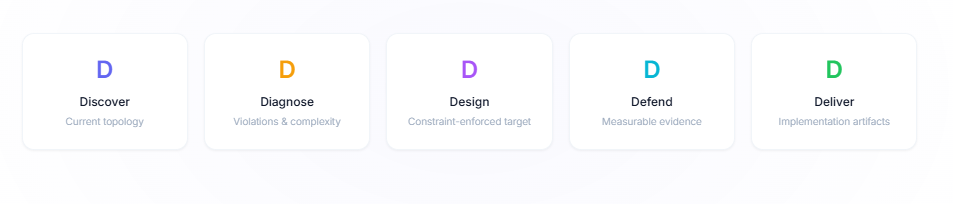 D
Discover
Current topology
D
Diagnose
Violations & complexity
D
Design
Constraint-enforced target
D
Defend
Measurable evidence
D
Deliver
Implementation artifacts